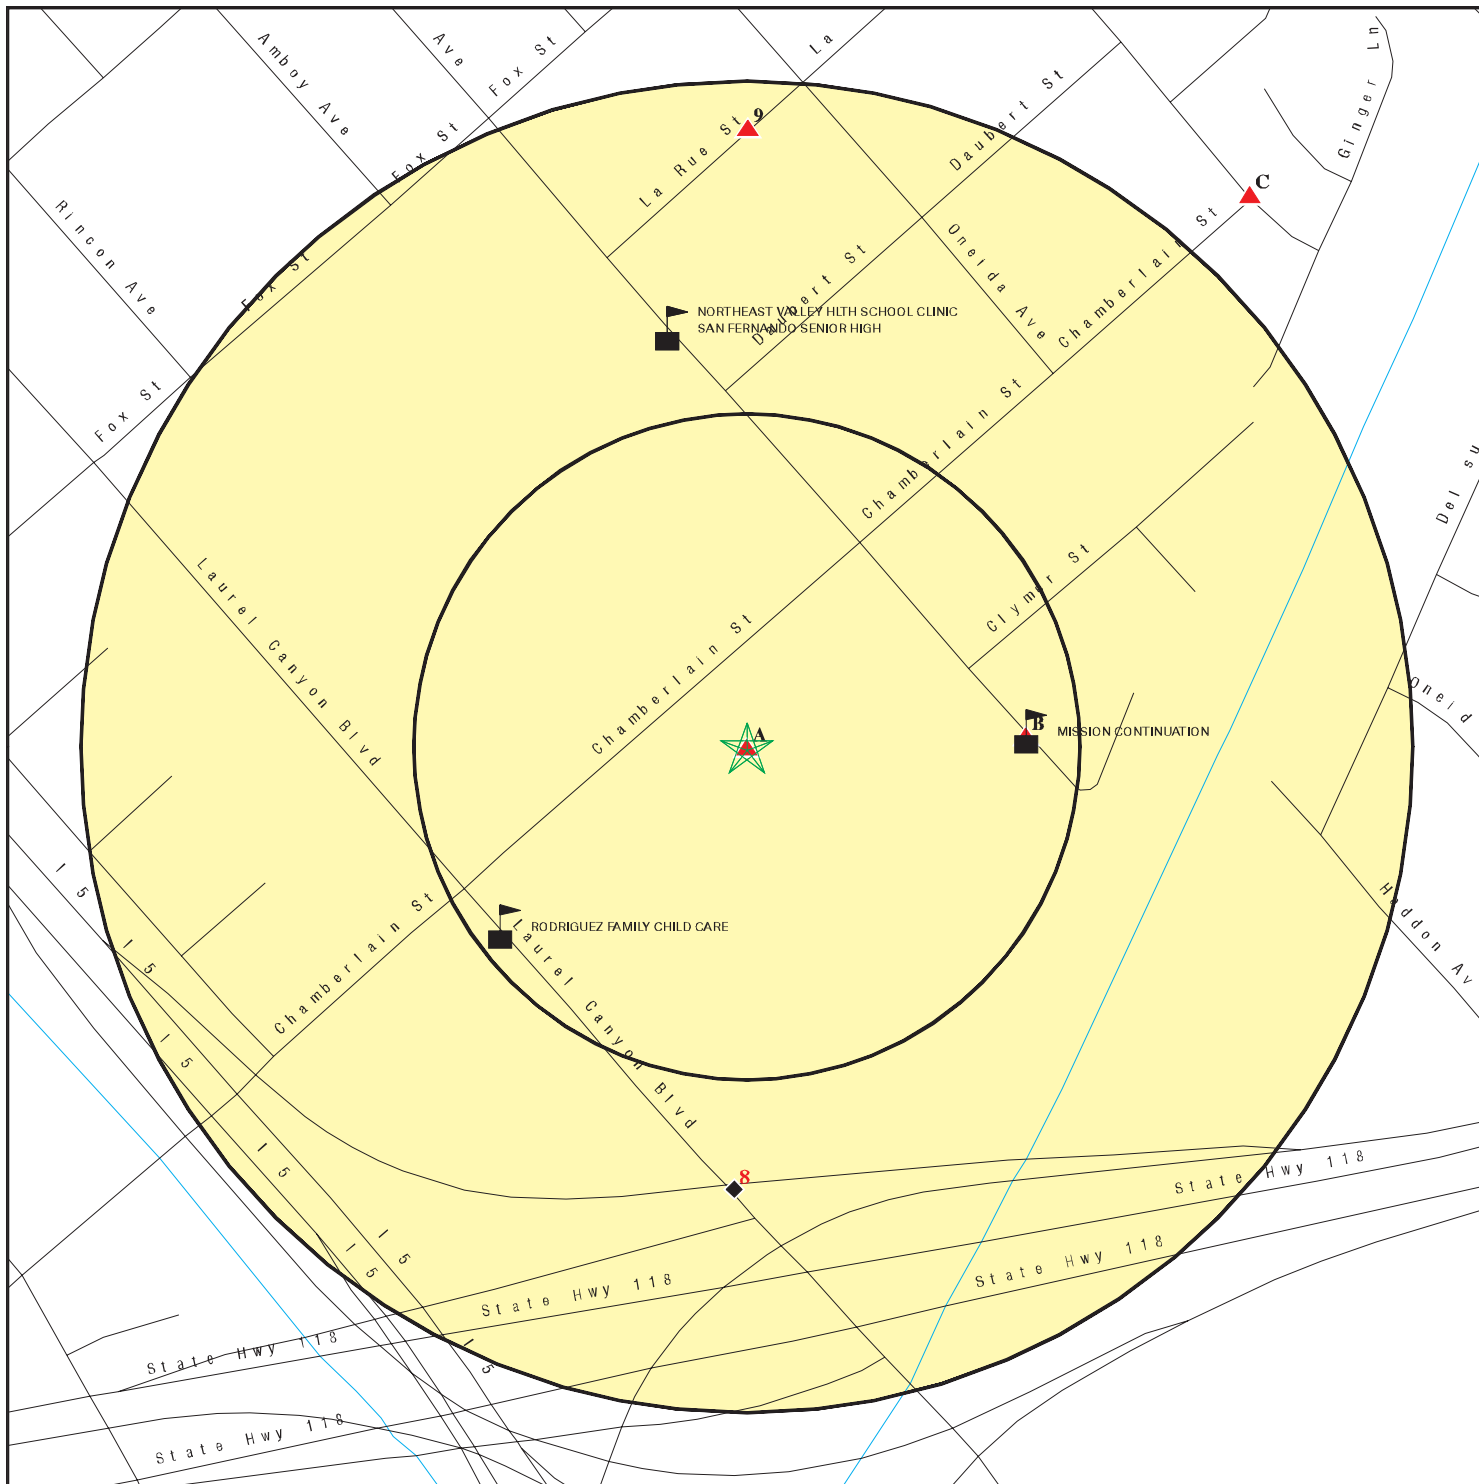 Amboy Ave
Ave
Fox St
La
Ginger Ln
La Rue St
9
Daubert St
Fox St
C
Rincon Ave
Fox St
Oneida Ave
Chamberlain St
Daubert St
NORTHEAST VALLEY HLTH SCHOOL CLINIC
SAN FERNANDO SENIOR HIGH
Fox St
Chamberlain St
Del su
Laurel Canyon Blvd
Clymer St
Chamberlain St
Oneid
A
B
MISSION CONTINUATION
I 5
Chamberlain St
RODRIGUEZ FAMILY CHILD CARE
Haddon Av
I 5
Laurel Canyon Blvd
I 5
I 5
8
State Hwy 118
I 5
I 5
State Hwy 118
State Hwy 118
State Hwy 118
I 5
State Hwy 118